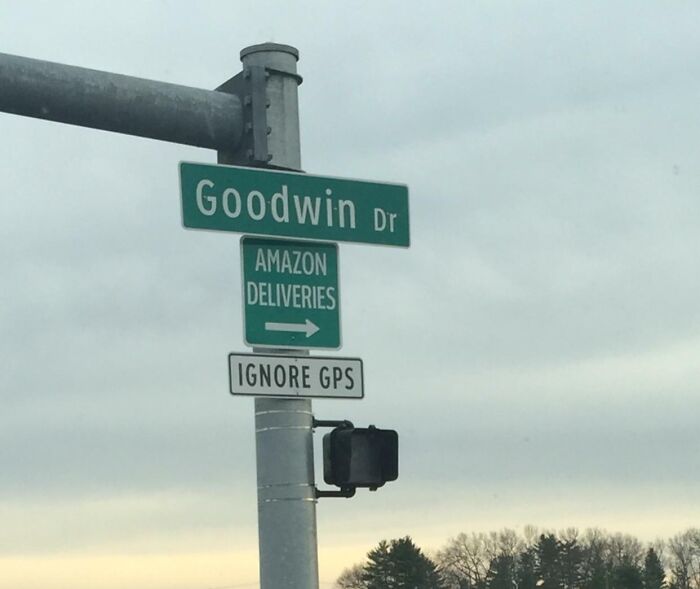 Goodwin Dr
AMAZON
DELIVERIES
IGNORE GPS